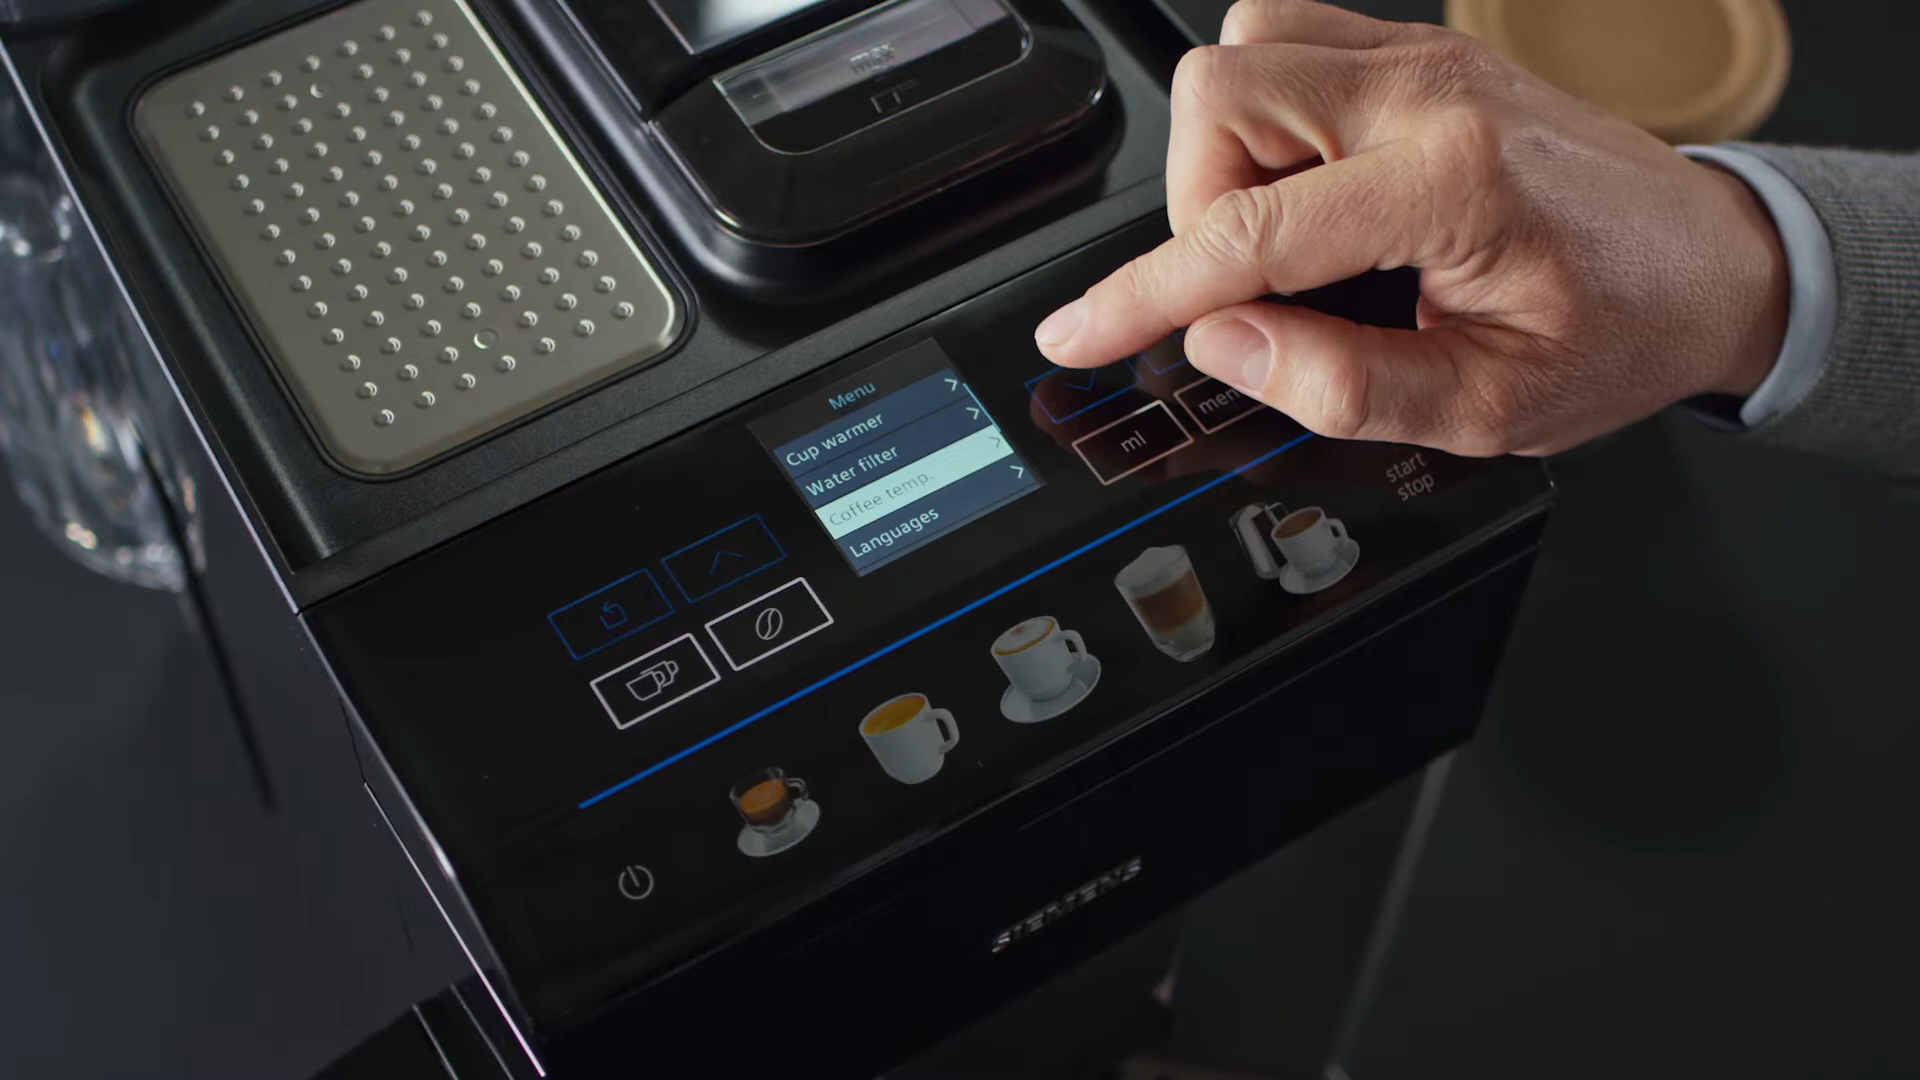 max
Menu
Cup warmer
Water filter
Coffee temp.
Languages
ml
start
stop
SIEMENS